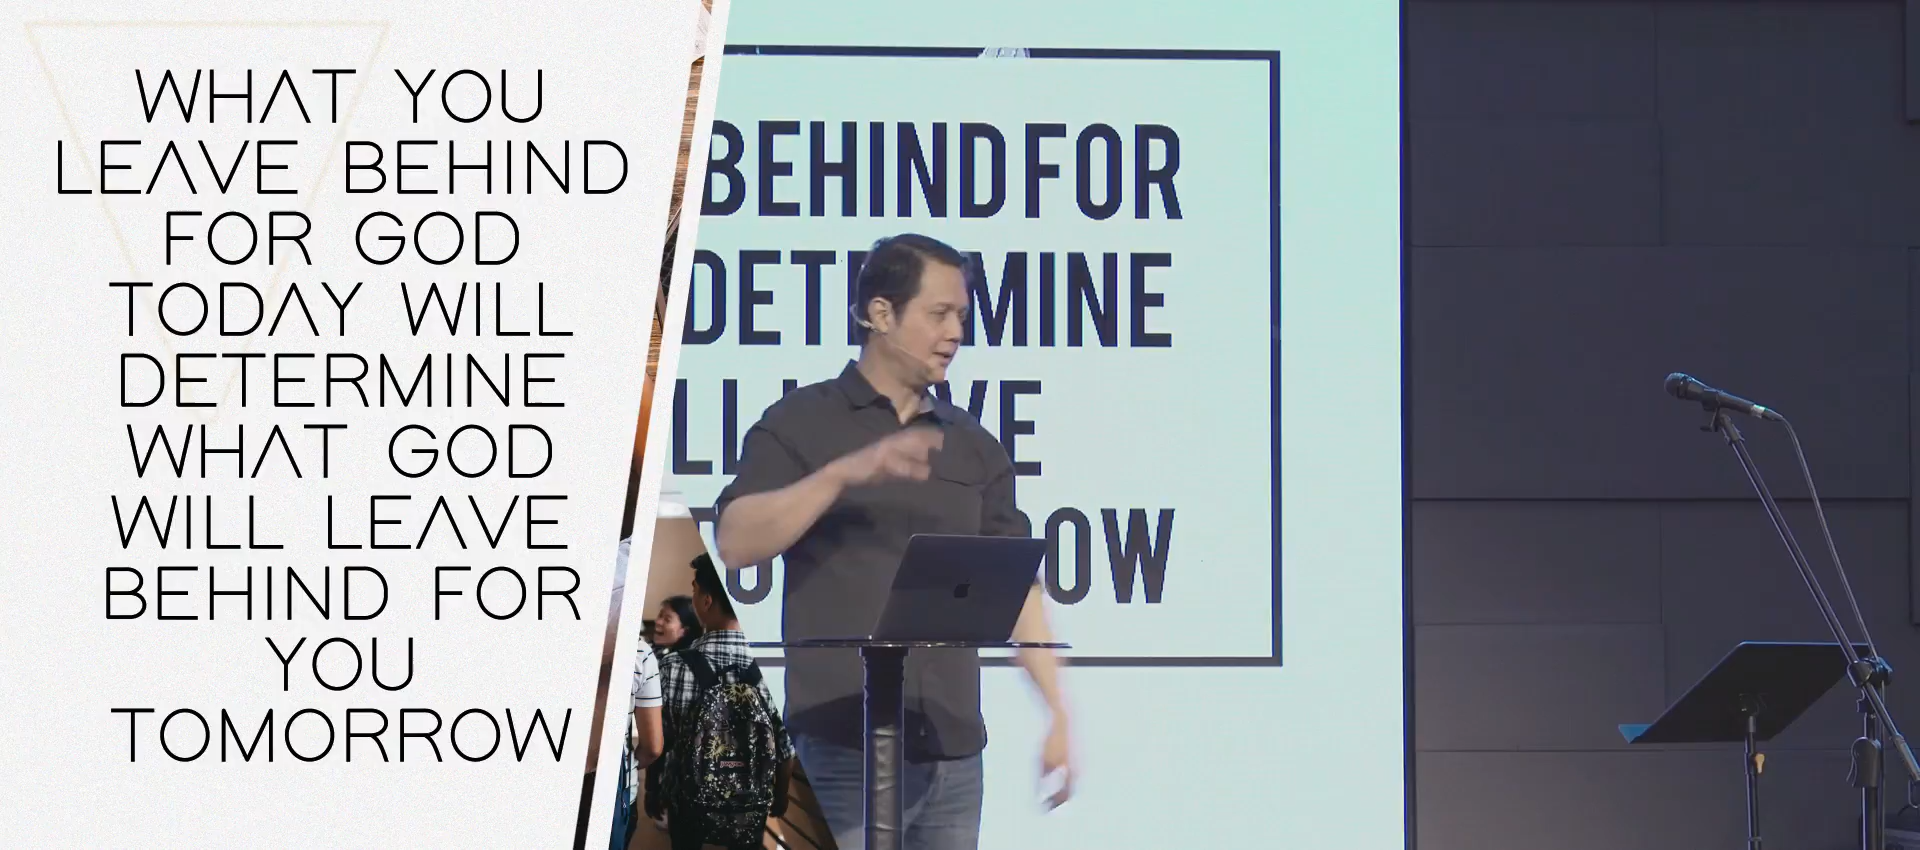 WHAT YOU
LEAVE BEHIND
FOR GOD
TODAY WILL
DETERMINE
WHAT GOD
WILL LEAVE
BEHIND FOR
YOU
TOMORROW
BEHIND FOR
DETERMINE